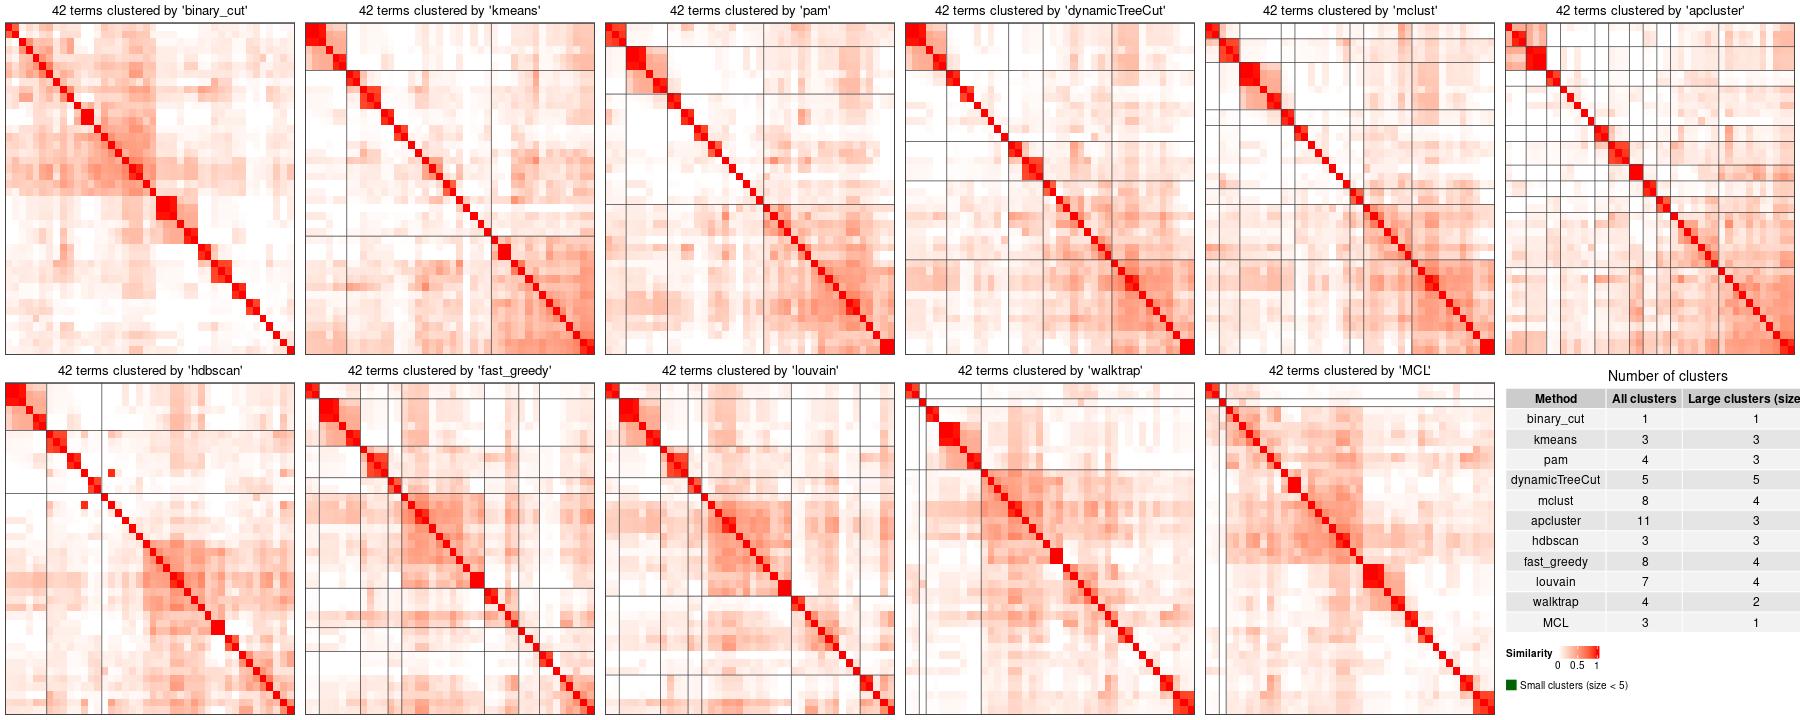 42 terms clustered by 'binary_cut'
42 terms clustered by 'kmeans'
42 terms clustered by 'pam'
42 terms clustered by 'dynamicTreeCut'
42 terms clustered by 'mclust'
42 terms clustered by 'apcluster'
42 terms clustered by 'hdbscan'
42 terms clustered by 'fast_greedy'
42 terms clustered by 'louvain'
42 terms clustered by 'walktrap'
42 terms clustered by 'MCL'
Number of clusters
Method All clusters Large clusters (size
binary_cut 1 1
kmeans 3 3
pam 4 3
dynamicTreeCut 5 5
mclust 8 4
apcluster 11 3
hdbscan 3 3
fast_greedy 8 4
louvain 7 4
walktrap 4 2
MCL 3 1
Similarity
0 0.5 1
Small clusters (size < 5)